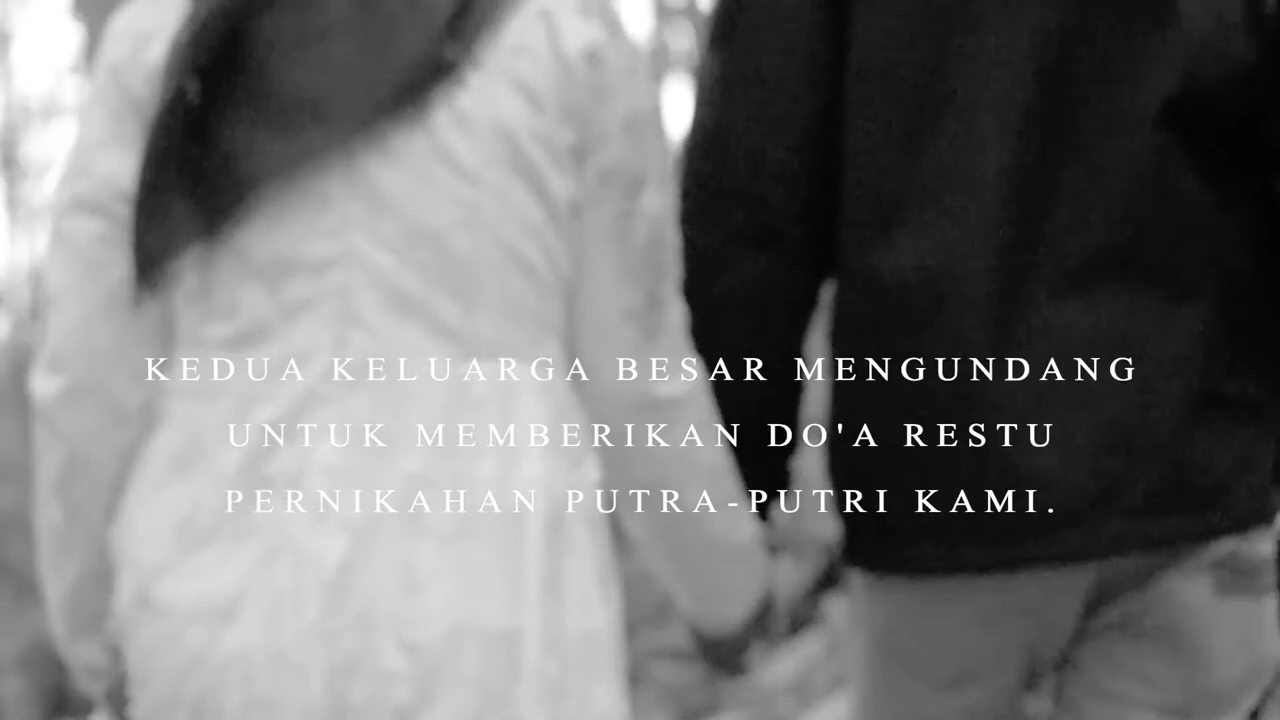 KEDUA KELUARGA BESAR MENGUNDANG
UNTUK MEMBERIKAN DO'A RESTU
PERNIKAHAN PUTRA-PUTRI KAMI.